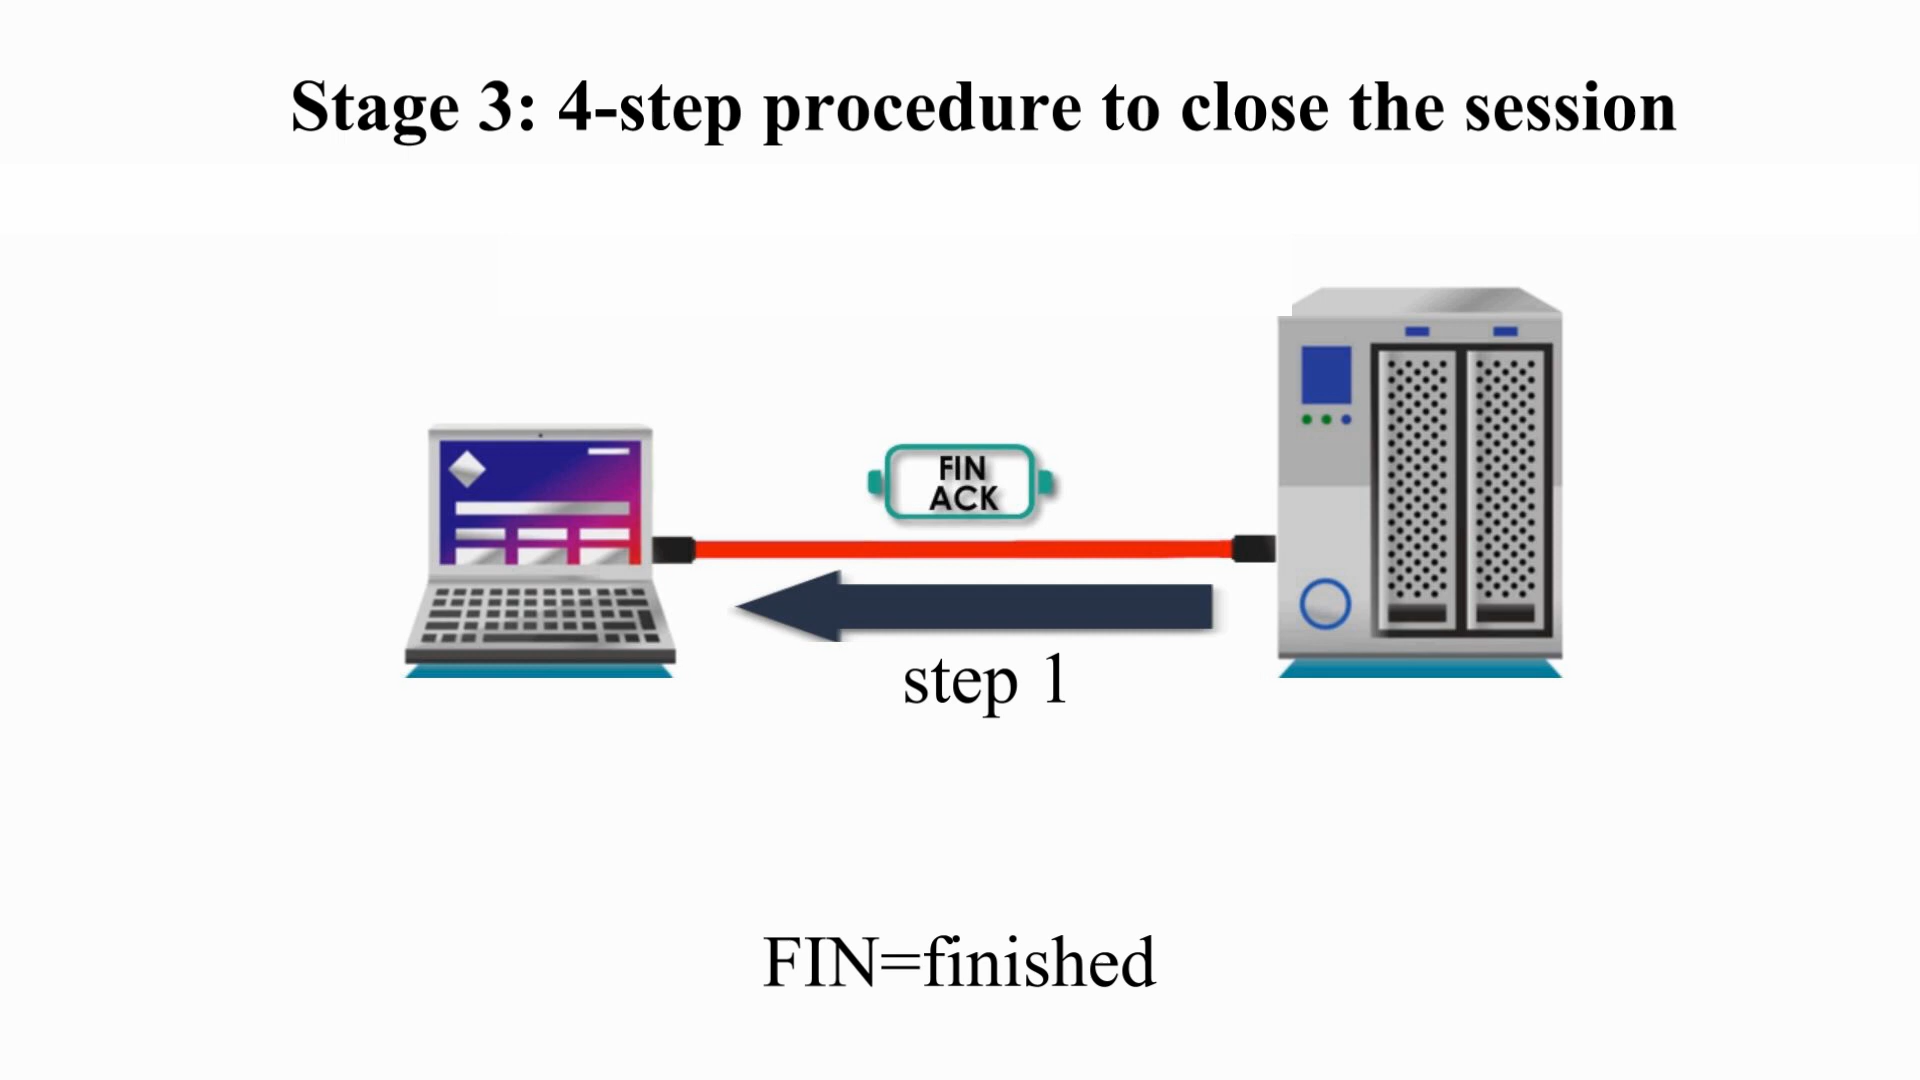 Stage 3: 4-step procedure to close the session
FIN
ACK
step 1
FIN=finished